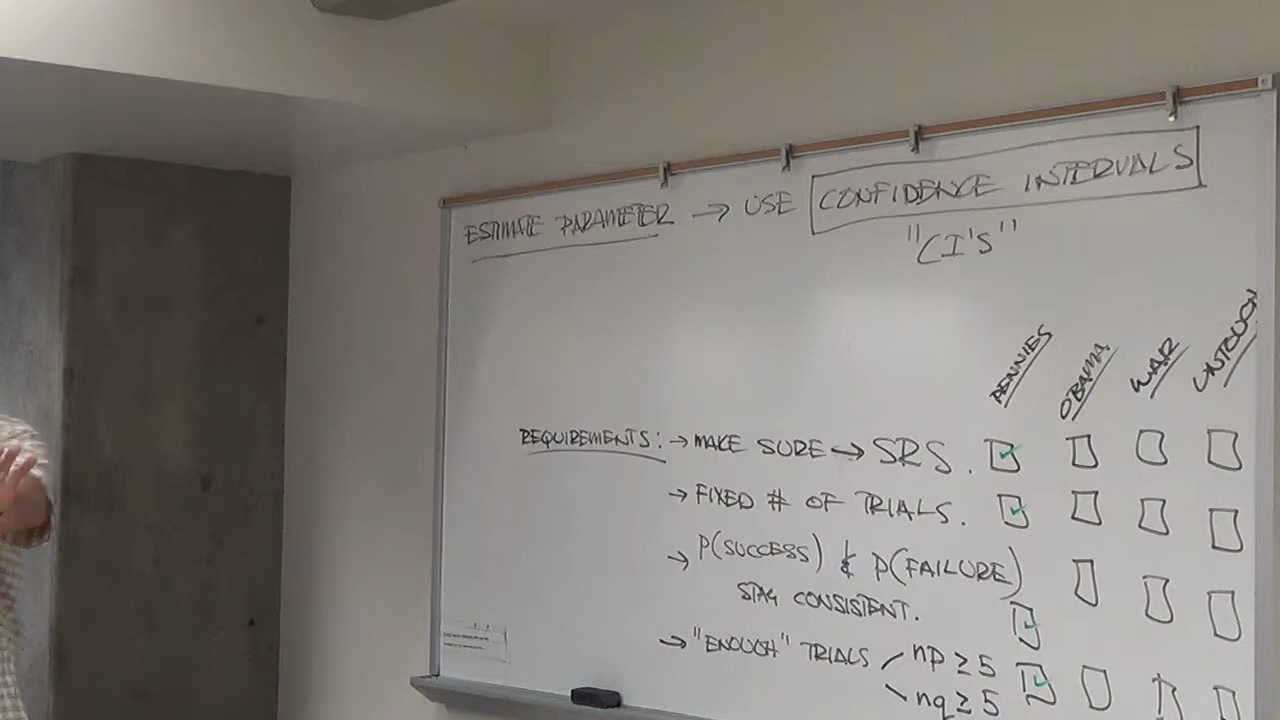 ESTIMATE PARAMETER → USE CONFIDENCE INTERVALS
"CI'S"
PENNIES OBAMA WAR UNTOUCH
REQUIREMENTS: → MAKE SURE → SRS.
→ FIXED # OF TRIALS.
→ P(SUCCESS) & P(FAILURE)
STAY CONSISTENT.
→ "ENOUGH" TRIALS np ≥ 5
nq ≥ 5